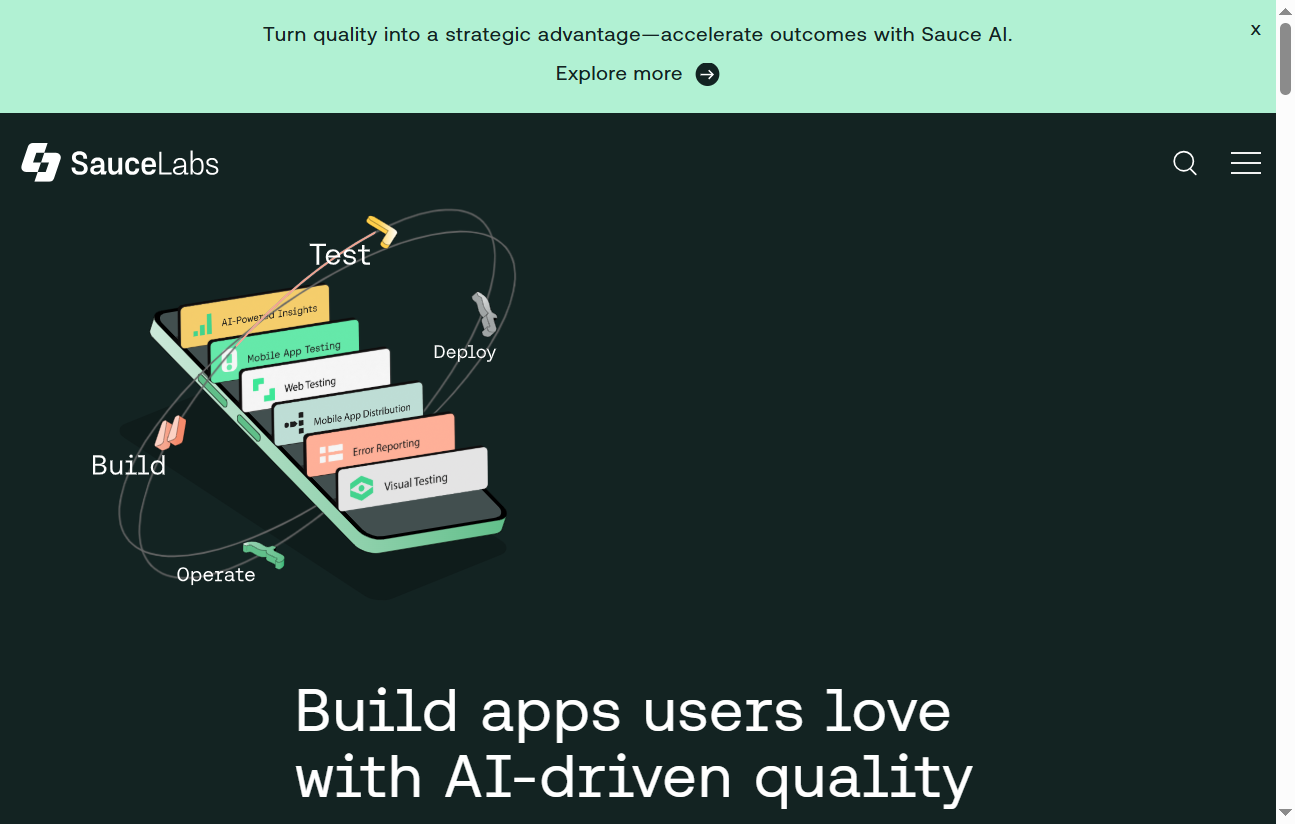 Turn quality into a strategic advantage—accelerate outcomes with Sauce AI.
x
Explore more
SauceLabs
Test
AI-Powered Insights
Mobile App Testing
Deploy
Web Testing
Mobile App Distribution
Error Reporting
Build
Visual Testing
Operate
Build apps users love
with AI-driven quality